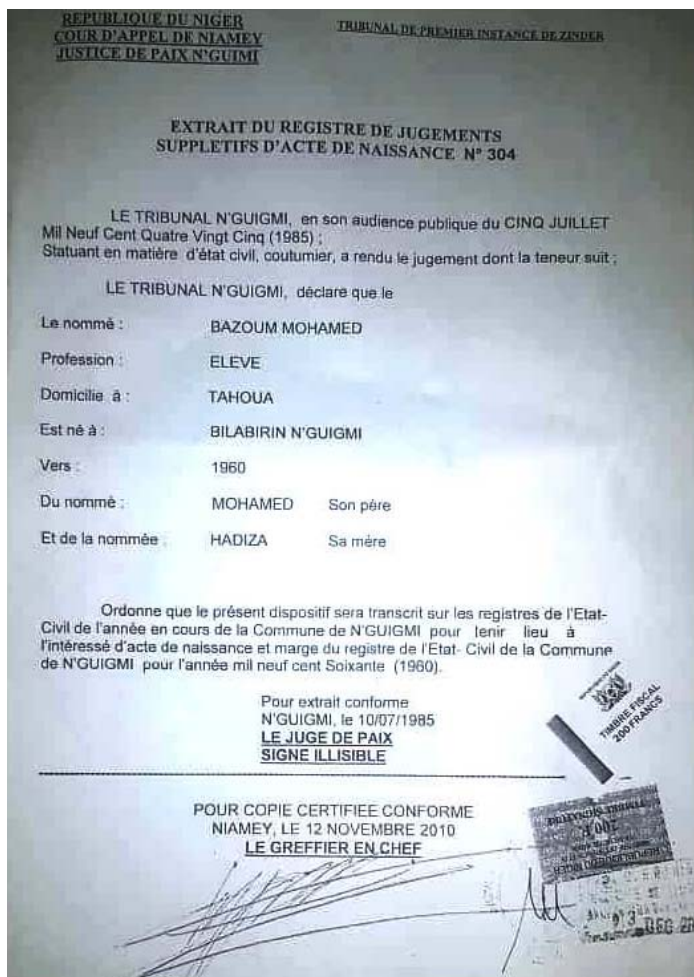 REPUBLIQUE DU NIGER
COUR D'APPEL DE NIAMEY
JUSTICE DE PAIX N'GUIMI
TRIBUNAL DE PREMIER INSTANCE DE ZINDER
EXTRAIT DU REGISTRE DE JUGEMENTS
SUPPLETIFS D'ACTE DE NAISSANCE N° 304
LE TRIBUNAL N'GUIGMI, en son audience publique du CINQ JUILLET
Mil Neuf Cent Quatre Vingt Cinq (1985) ;
Statuant en matière d'état civil, coutumier, a rendu le jugement dont la teneur suit ;
LE TRIBUNAL N'GUIGMI, déclare que le
Le nommé : BAZOUM MOHAMED
Profession : ELEVE
Domicilie à : TAHOUA
Est né à : BILABIRIN N'GUIGMI
Vers : 1960
Du nommé : MOHAMED Son père
Et de la nommée : HADIZA Sa mère
Ordonne que le présent dispositif sera transcrit sur les registres de l'Etat-
Civil de l'année en cours de la Commune de N'GUIGMI pour tenir lieu à
l'intéressé d'acte de naissance et marge du registre de l'Etat- Civil de la Commune
de N'GUIGMI pour l'année mil neuf cent Soixante (1960).
Pour extrait conforme
N'GUIGMI, le 10/07/1985
LE JUGE DE PAIX
SIGNE ILLISIBLE
TIMBRE FISCAL
200 FRANCS
POUR COPIE CERTIFIEE CONFORME
NIAMEY, LE 12 NOVEMBRE 2010
LE GREFFIER EN CHEF
REPUBLIQUE DU NIGER
200 F
TIMBRE SIGNATURE
DEC